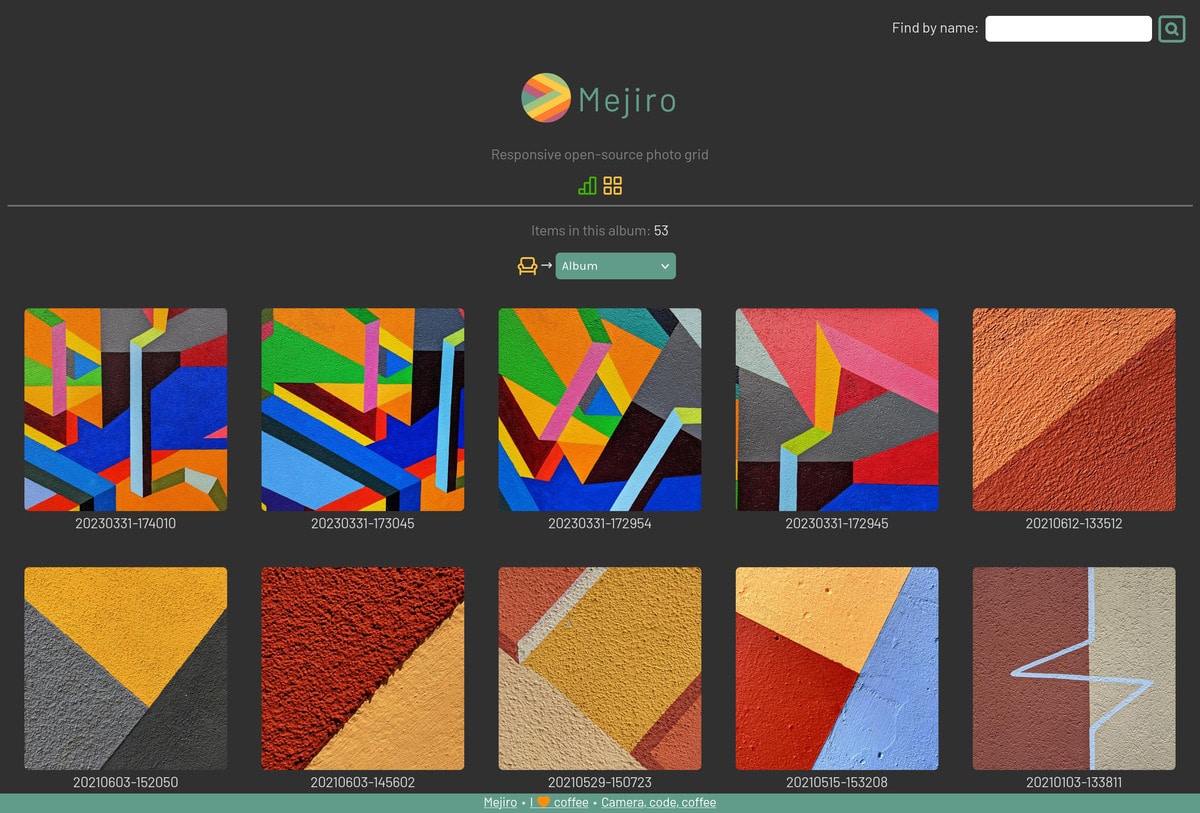 Find by name:
Mejiro
Responsive open-source photo grid
Items in this album: 53
→ Album
20230331-174010
20230331-173045
20230331-172954
20230331-172945
20210612-133512
20210603-152050
20210603-145602
20210529-150723
20210515-153208
20210103-133811
Mejiro • I 🧡 coffee • Camera, code, coffee